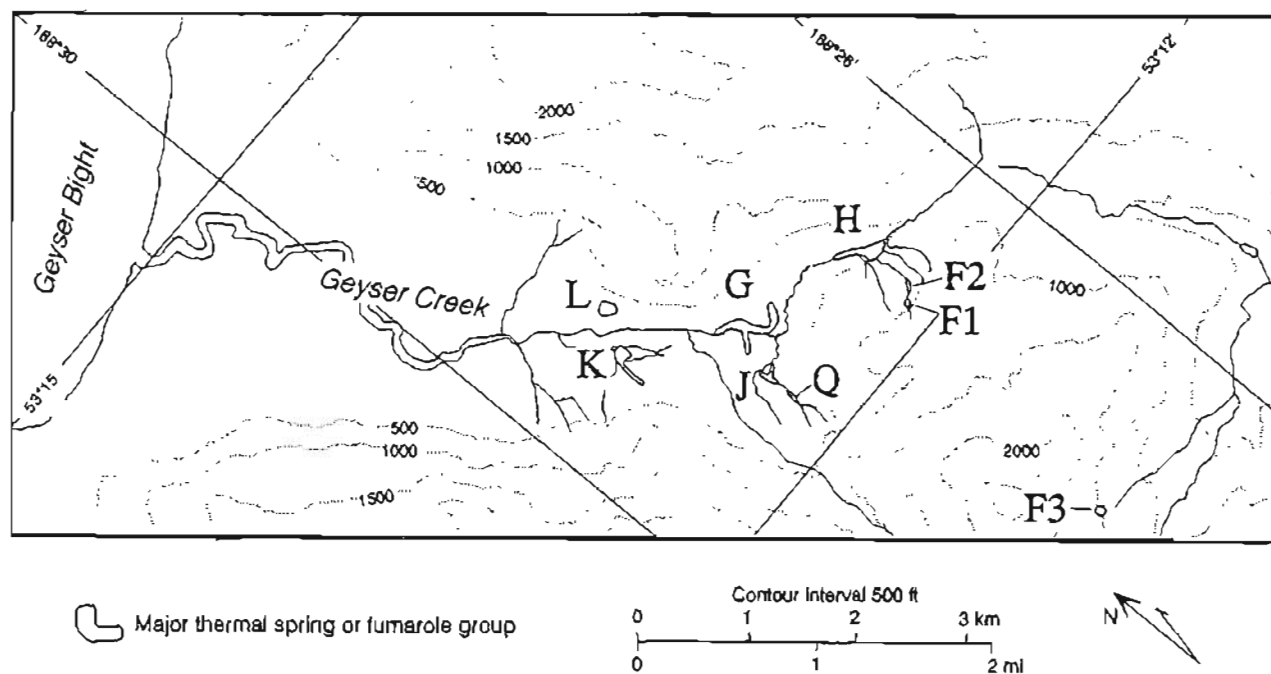 168°30
168°26'
53°12'
2000
1500
1000
500
Geyser Bight
H
Geyser Creek
L
G
F2
F1
1000
K
J
Q
53°15
500
1000
1500
2000
F3
Major thermal spring or fumarole group
Contour Interval 500 ft
0 1 2 3 km
0 1 2 mi
N